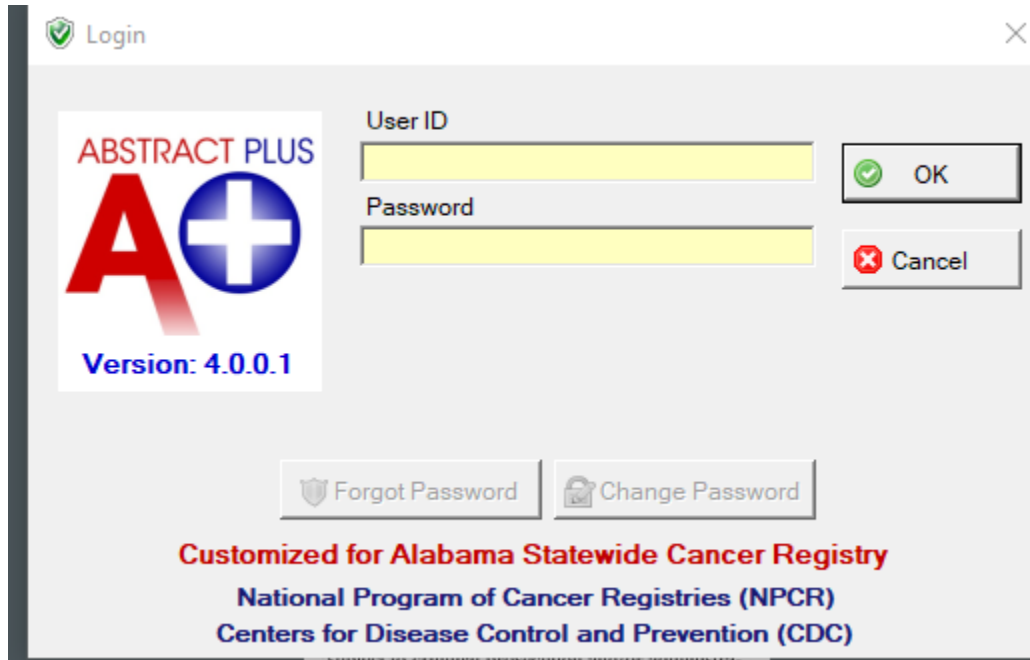 Login
User ID
ABSTRACT PLUS
A+
OK
Password
Cancel
Version: 4.0.0.1
Forgot Password
Change Password
Customized for Alabama Statewide Cancer Registry
National Program of Cancer Registries (NPCR)
Centers for Disease Control and Prevention (CDC)